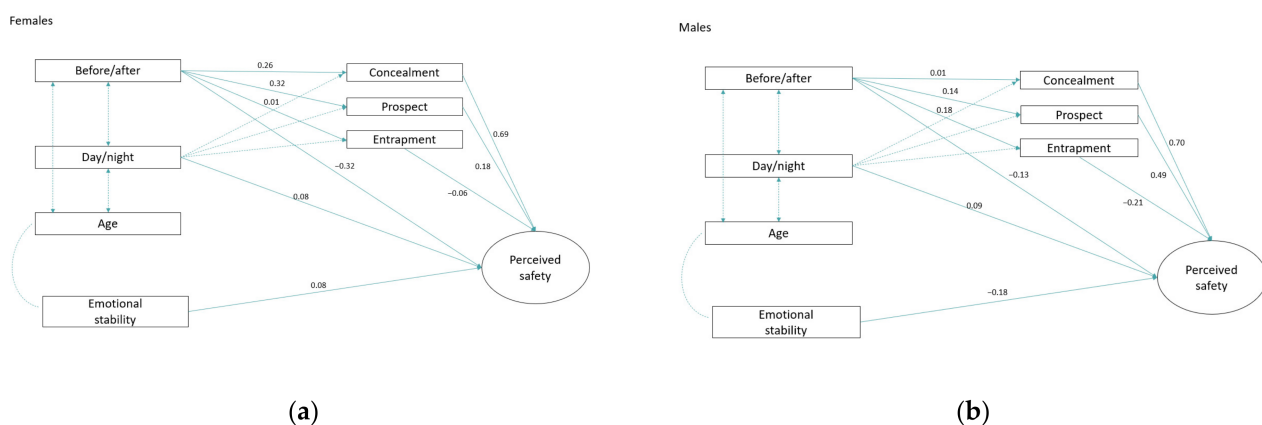 Females
Before/after
Day/night
Age
Emotional
stability
Concealment
Prospect
Entrapment
Perceived
safety
0.26
0.32
0.01
−0.32
0.08
0.69
0.18
−0.06
0.08
(a)
Males
Before/after
Day/night
Age
Emotional
stability
Concealment
Prospect
Entrapment
Perceived
safety
0.01
0.14
0.18
−0.13
0.09
0.70
0.49
−0.21
−0.18
(b)